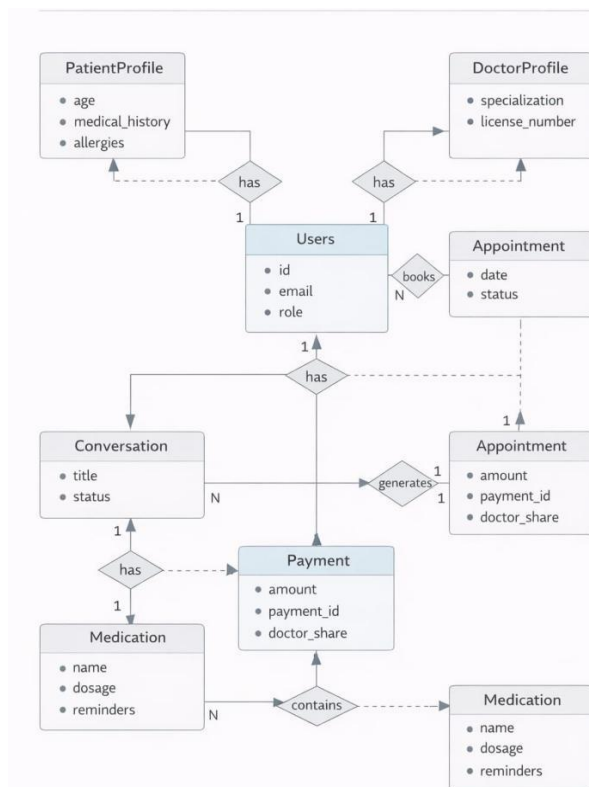 PatientProfile
age
medical_history
allergies
DoctorProfile
specialization
license_number
has
has
1
1
Users
id
email
role
books
N
Appointment
date
status
1
has
1
Conversation
title
status
N
generates
1
1
Appointment
amount
payment_id
doctor_share
1
has
1
Payment
amount
payment_id
doctor_share
Medication
name
dosage
reminders
N
contains
Medication
name
dosage
reminders